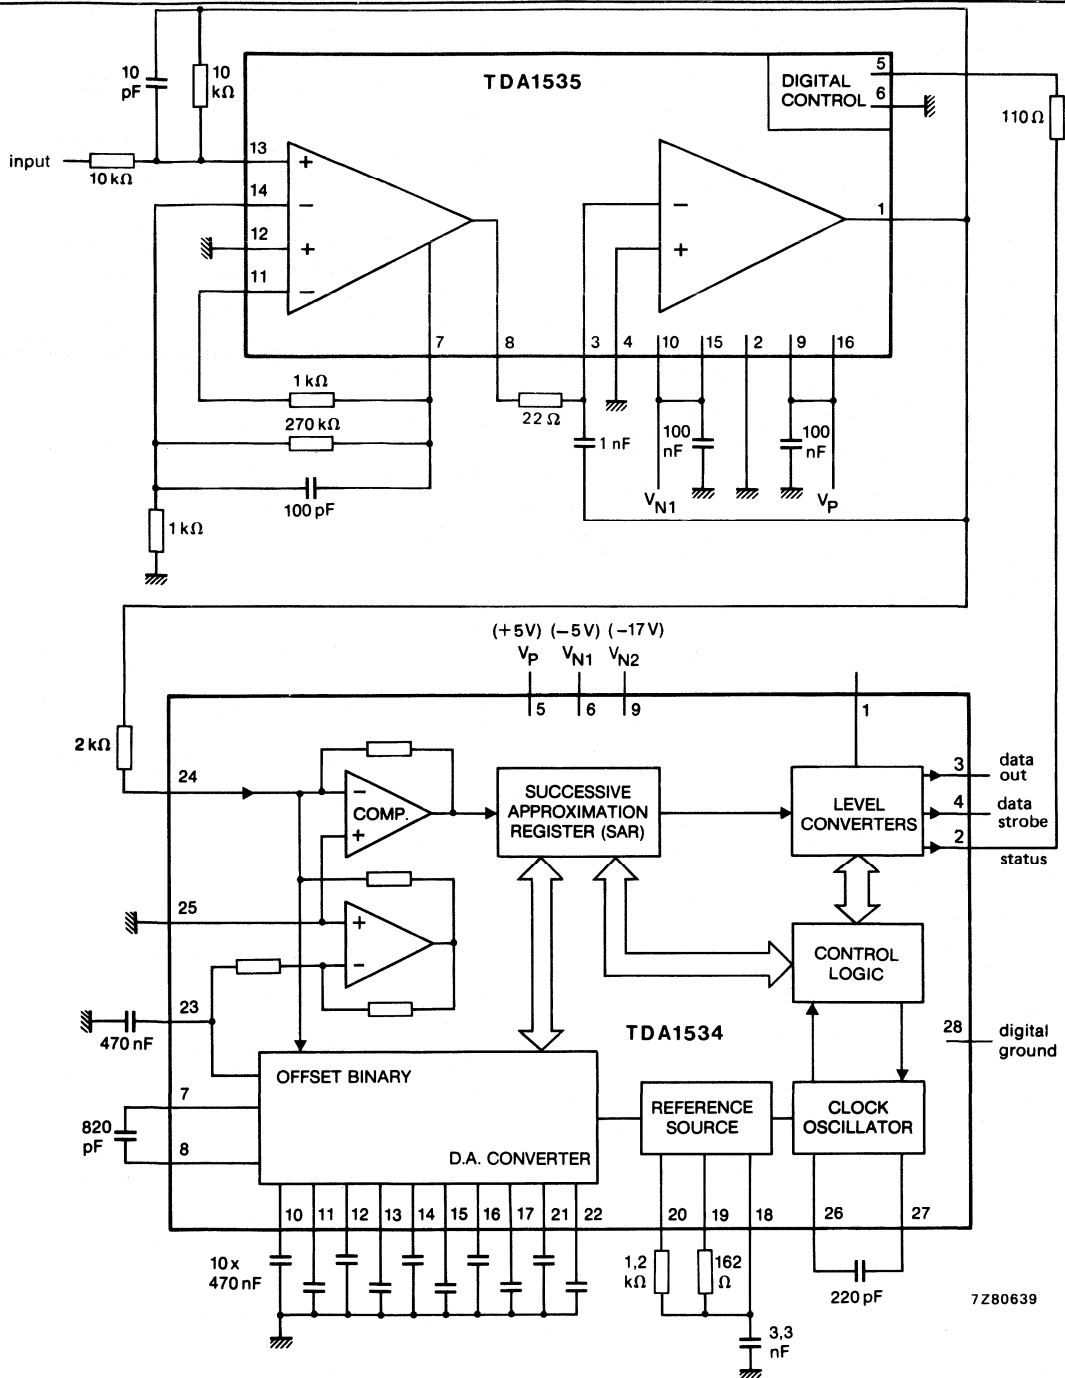 10
pF
10
kΩ
TDA1535
DIGITAL
CONTROL
5
6
110 Ω
input
10 kΩ
13
+
14
−
12
+
11
−
−
+
1
7
8
3
4
10
15
2
9
16
1 kΩ
270 kΩ
100 pF
1 kΩ
22 Ω
1 nF
100
nF
100
nF
VN1
VP
(+5V) (−5V) (−17V)
VP VN1 VN2
5
6
9
1
2 kΩ
24
−
COMP.
+
SUCCESSIVE
APPROXIMATION
REGISTER (SAR)
LEVEL
CONVERTERS
3
data
out
4
data
strobe
2
status
25
+
−
CONTROL
LOGIC
23
470 nF
TDA1534
28
digital
ground
OFFSET BINARY
D.A. CONVERTER
7
820
pF
8
REFERENCE
SOURCE
CLOCK
OSCILLATOR
10
11
12
13
14
15
16
17
21
22
20
19
18
26
27
10 x
470 nF
1,2
kΩ
162
Ω
220 pF
3,3
nF
7Z80639